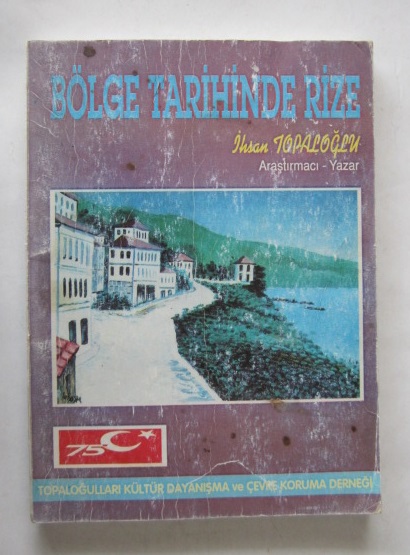 BÖLGE TARİHİNDE RİZE
İhsan TOPALOĞLU
Araştırmacı - Yazar
75
TOPALOĞULLARI KÜLTÜR DAYANIŞMA ve ÇEVRE KORUMA DERNEĞİ